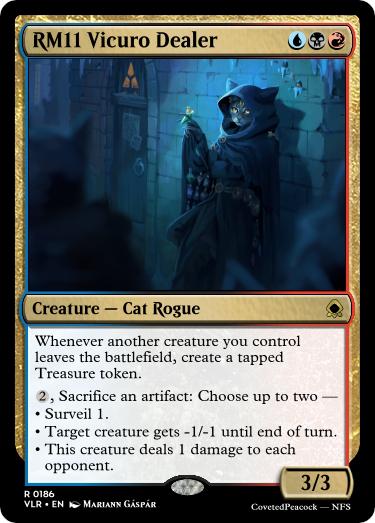 RM11 Vicuro Dealer
Creature — Cat Rogue
Whenever another creature you control
leaves the battlefield, create a tapped
Treasure token.
2, Sacrifice an artifact: Choose up to two —
• Surveil 1.
• Target creature gets -1/-1 until end of turn.
• This creature deals 1 damage to each
opponent.
3/3
R 0186
VLR • EN Mariann Gáspár
CovetedPeacock — NFS